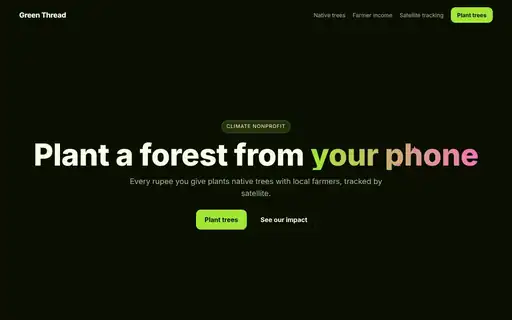 Green Thread
Native trees
Farmer income
Satellite tracking
Plant trees
CLIMATE NONPROFIT
Plant a forest from your phone
Every rupee you give plants native trees with local farmers, tracked by
satellite.
Plant trees
See our impact